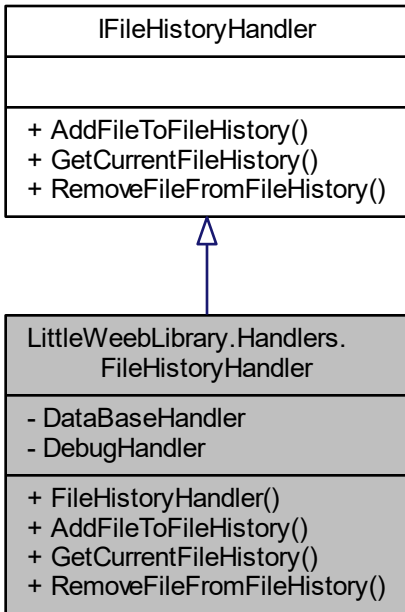 IFileHistoryHandler
+ AddFileToFileHistory()
+ GetCurrentFileHistory()
+ RemoveFileFromFileHistory()
LittleWeebLibrary.Handlers.
FileHistoryHandler
- DataBaseHandler
- DebugHandler
+ FileHistoryHandler()
+ AddFileToFileHistory()
+ GetCurrentFileHistory()
+ RemoveFileFromFileHistory()